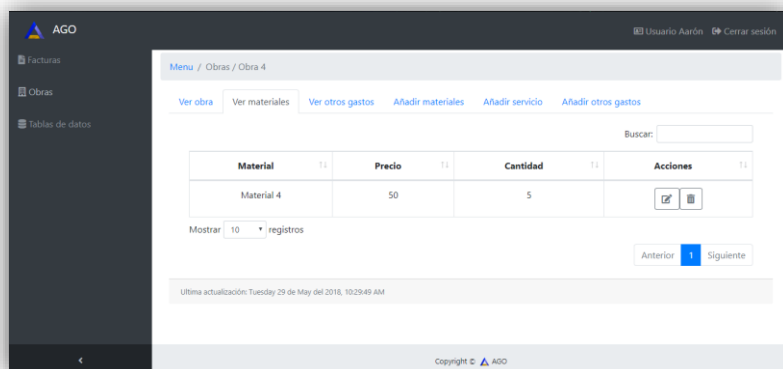 AGO
Usuario Aarón Cerrar sesión
Facturas
Obras
Tablas de datos
Menu / Obras / Obra 4
Ver obra Ver materiales Ver otros gastos Añadir materiales Añadir servicio Añadir otros gastos
Buscar:
Material Precio Cantidad Acciones
Material 4 50 5
Mostrar 10 registros
Anterior 1 Siguiente
Ultima actualización: Tuesday 29 de May del 2018, 10:29:49 AM
Copyright © AGO